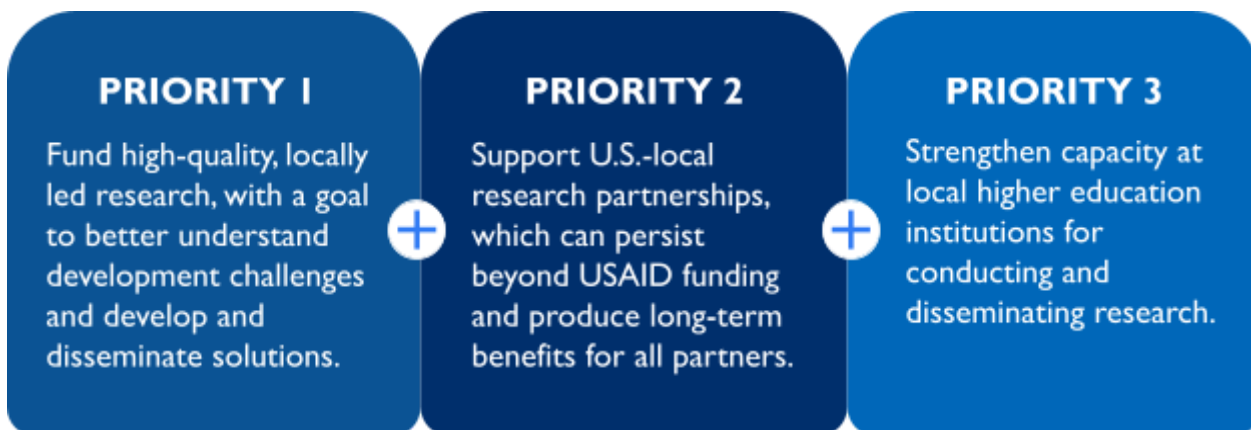 PRIORITY 1
Fund high-quality, locally
led research, with a goal
to better understand
development challenges
and develop and
disseminate solutions.
PRIORITY 2
Support U.S.-local
research partnerships,
which can persist
beyond USAID funding
and produce long-term
benefits for all partners.
PRIORITY 3
Strengthen capacity at
local higher education
institutions for
conducting and
disseminating research.